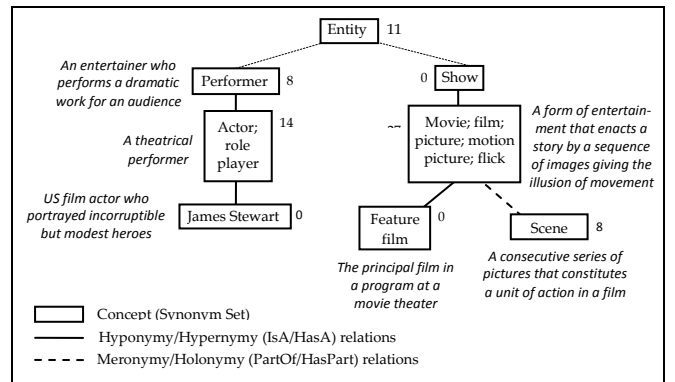 Entity 11
An entertainer who
performs a dramatic
work for an audience
Performer 8
0 Show
A theatrical
performer
Actor;
role
player
14
Movie; film;
picture; motion
picture; flick
A form of entertain-
ment that enacts a
story by a sequence
of images giving the
illusion of movement
US film actor who
portrayed incorruptible
but modest heroes
James Stewart 0
Feature
film
0
Scene 8
The principal film in
a program at a
movie theater
A consecutive series of
pictures that constitutes
a unit of action in a film
Concept (Synonym Set)
Hyponymy/Hypernymy (IsA/HasA) relations
Meronymy/Holonymy (PartOf/HasPart) relations